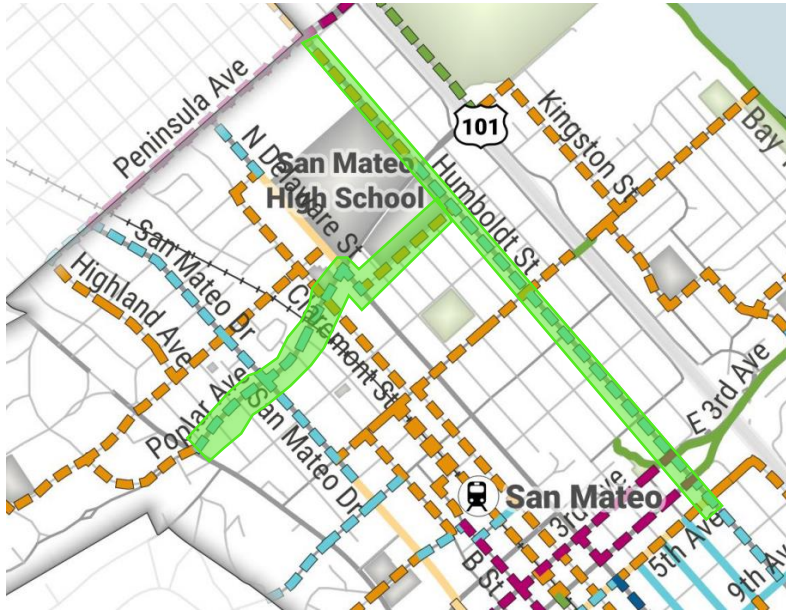 Peninsula Ave
101
Kingston St
Bay
N Delaware St
San Mateo
High School
Humboldt St
San Mateo Dr
Highland Ave
Claremont St
Poplar Ave
San Mateo Dr
E 3rd Ave
San Mateo
3rd Ave
B St
5th Ave
9th Av